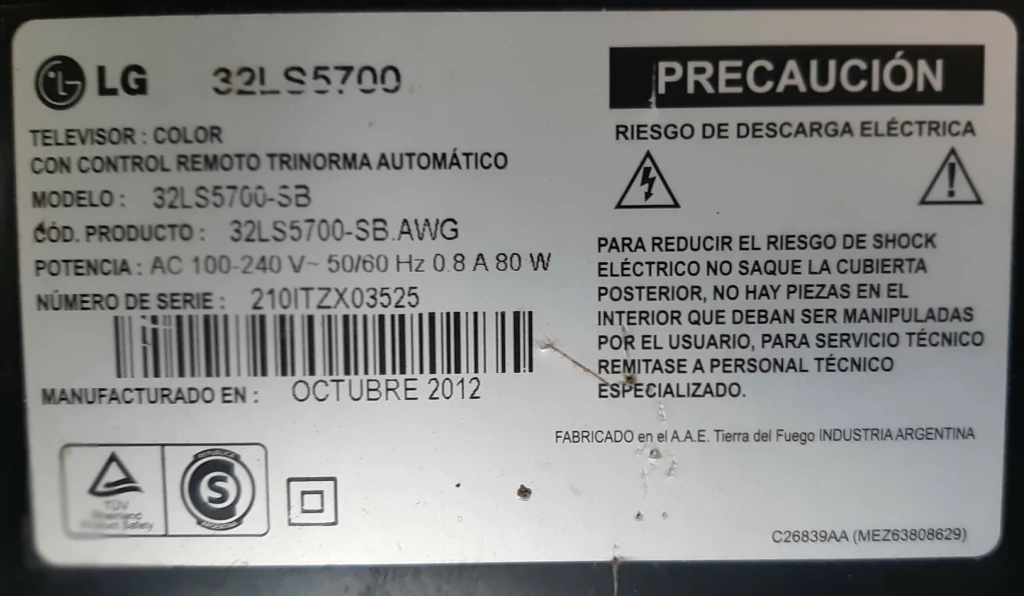 LG 32LS5700
TELEVISOR : COLOR
CON CONTROL REMOTO TRINORMA AUTOMÁTICO
MODELO : 32LS5700-SB
CÓD. PRODUCTO : 32LS5700-SB.AWG
POTENCIA : AC 100-240 V~ 50/60 Hz 0.8 A 80 W
NÚMERO DE SERIE : 210ITZX03525
MANUFACTURADO EN : OCTUBRE 2012
TÜV
Rheinland
Product Safety
S
PRECAUCIÓN
RIESGO DE DESCARGA ELÉCTRICA
PARA REDUCIR EL RIESGO DE SHOCK
ELÉCTRICO NO SAQUE LA CUBIERTA
POSTERIOR, NO HAY PIEZAS EN EL
INTERIOR QUE DEBAN SER MANIPULADAS
POR EL USUARIO, PARA SERVICIO TÉCNICO
REMITASE A PERSONAL TÉCNICO
ESPECIALIZADO.
FABRICADO en el A.A.E. Tierra del Fuego INDUSTRIA ARGENTINA
C26839AA (MEZ63808629)